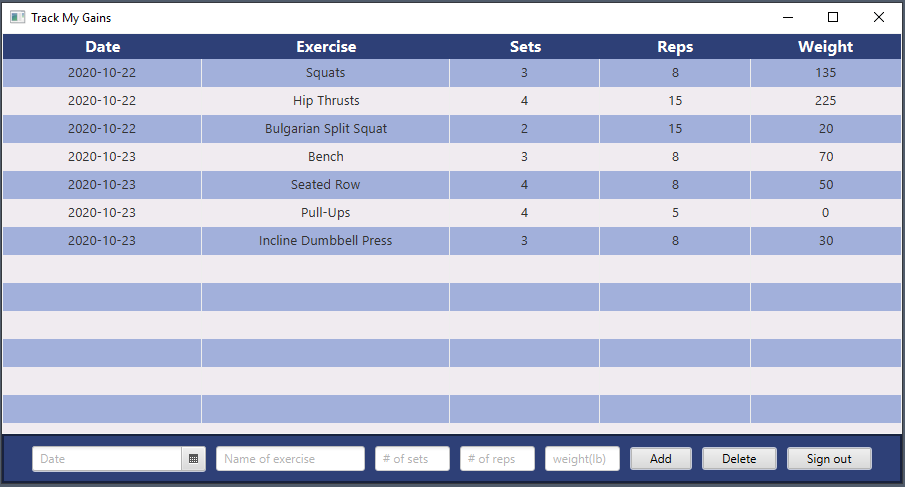 Track My Gains
Date Exercise Sets Reps Weight
2020-10-22 Squats 3 8 135
2020-10-22 Hip Thrusts 4 15 225
2020-10-22 Bulgarian Split Squat 2 15 20
2020-10-23 Bench 3 8 70
2020-10-23 Seated Row 4 8 50
2020-10-23 Pull-Ups 4 5 0
2020-10-23 Incline Dumbbell Press 3 8 30
Date Name of exercise # of sets # of reps weight(lb) Add Delete Sign out